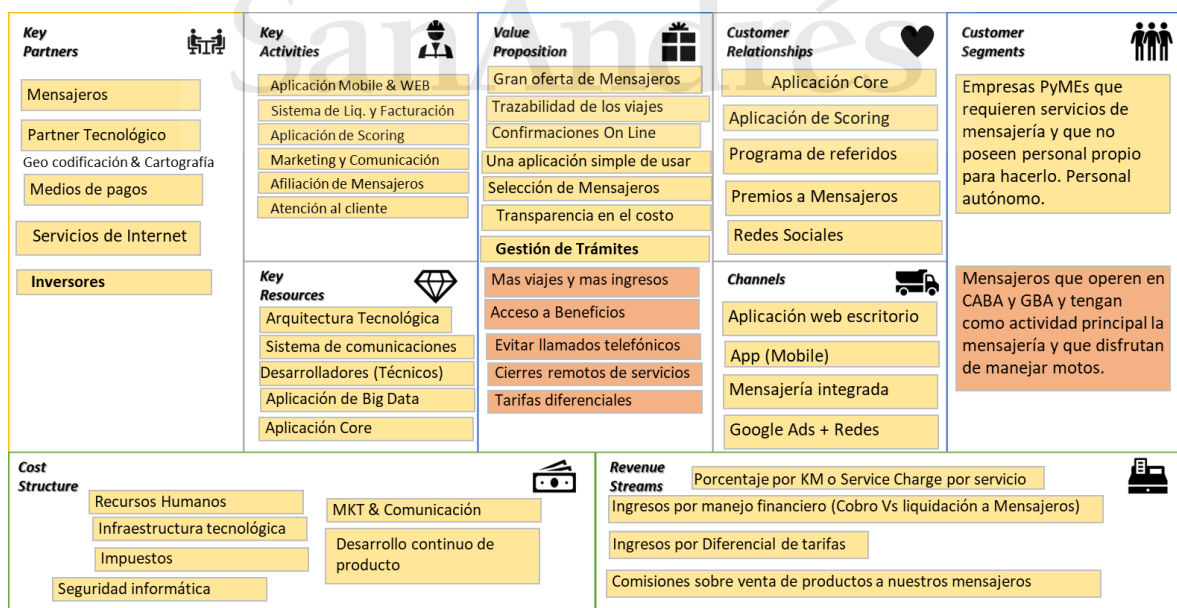 SanAndrés
Key
Partners
Mensajeros
Partner Tecnológico
Geo codificación & Cartografía
Medios de pagos
Servicios de Internet
Inversores
Key
Activities
Aplicación Mobile & WEB
Sistema de Liq. y Facturación
Aplicación de Scoring
Marketing y Comunicación
Afiliación de Mensajeros
Atención al cliente
Key
Resources
Arquitectura Tecnológica
Sistema de comunicaciones
Desarrolladores (Técnicos)
Aplicación de Big Data
Aplicación Core
Value
Proposition
Gran oferta de Mensajeros
Trazabilidad de los viajes
Confirmaciones On Line
Una aplicación simple de usar
Selección de Mensajeros
Transparencia en el costo
Gestión de Trámites
Mas viajes y mas ingresos
Acceso a Beneficios
Evitar llamados telefónicos
Cierres remotos de servicios
Tarifas diferenciales
Customer
Relationships
Aplicación Core
Aplicación de Scoring
Programa de referidos
Premios a Mensajeros
Redes Sociales
Channels
Aplicación web escritorio
App (Mobile)
Mensajería integrada
Google Ads + Redes
Customer
Segments
Empresas PyMEs que
requieren servicios de
mensajería y que no
poseen personal propio
para hacerlo. Personal
autónomo.
Mensajeros que operen en
CABA y GBA y tengan
como actividad principal la
mensajería y que disfrutan
de manejar motos.
Cost
Structure
Recursos Humanos
Infraestructura tecnológica
Impuestos
Seguridad informática
MKT & Comunicación
Desarrollo continuo de
producto
Revenue
Streams
Porcentaje por KM o Service Charge por servicio
Ingresos por manejo financiero (Cobro Vs liquidación a Mensajeros)
Ingresos por Diferencial de tarifas
Comisiones sobre venta de productos a nuestros mensajeros